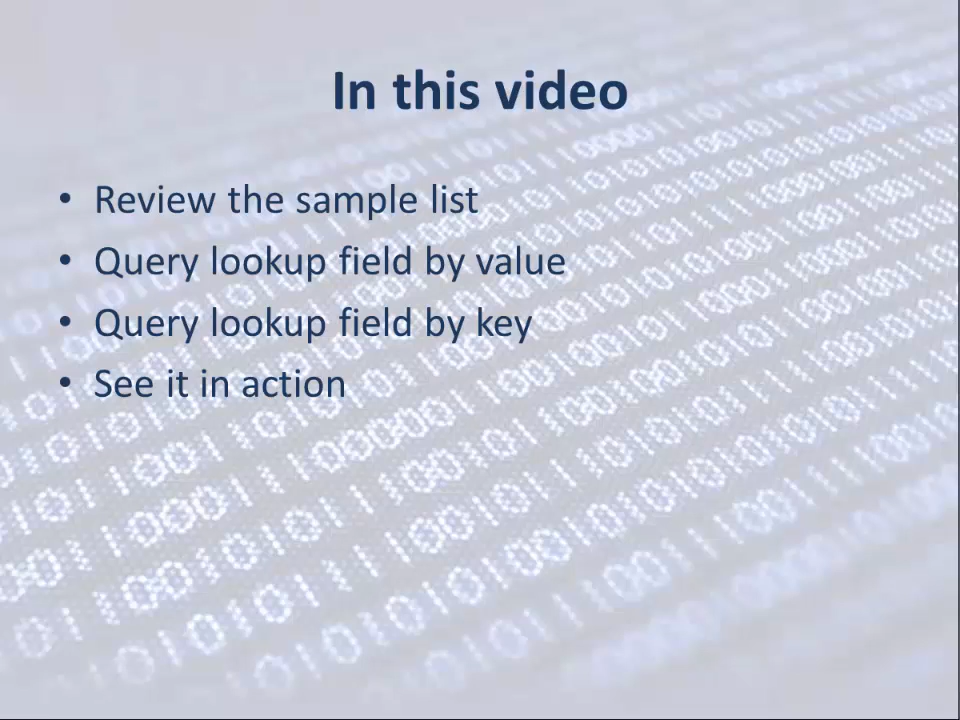 In this video
• Review the sample list
• Query lookup field by value
• Query lookup field by key
• See it in action